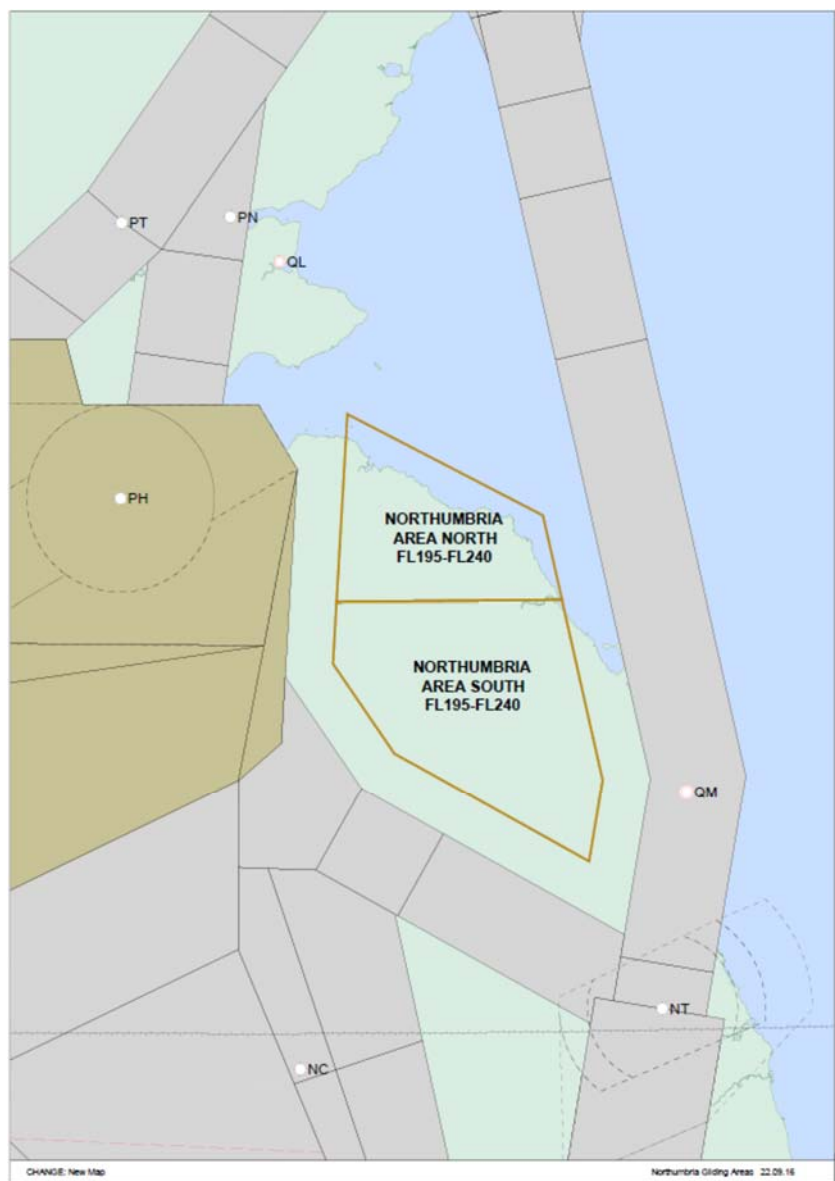 PT
PN
QL
PH
NORTHUMBRIA
AREA NORTH
FL195-FL240
NORTHUMBRIA
AREA SOUTH
FL195-FL240
QM
NT
NC
CHANGE: New Map
Northumbria Gliding Areas 22.09.16